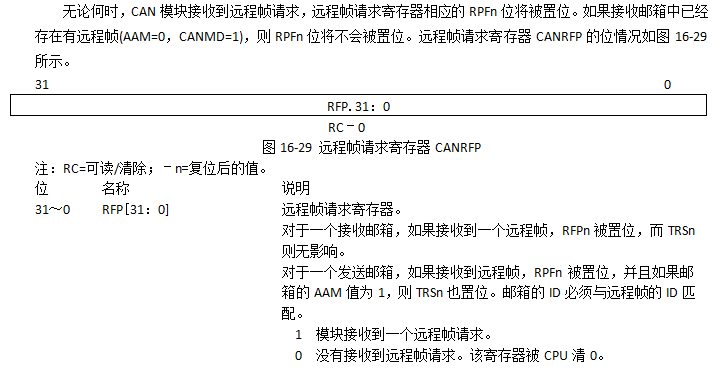 无论何时，CAN 模块接收到远程帧请求，远程帧请求寄存器相应的 RPFn 位将被置位。如果接收邮箱中已经
存在有远程帧(AAM=0，CANMD=1)，则 RPFn 位将不会被置位。远程帧请求寄存器 CANRFP 的位情况如图 16-29
所示。
31 0
RFP.31：0
RC－0
图 16-29 远程帧请求寄存器 CANRFP
注：RC=可读/清除；－n=复位后的值。
位 名称 说明
31～0 RFP[31：0] 远程帧请求寄存器。
对于一个接收邮箱，如果接收到一个远程帧，RFPn 被置位，而 TRSn
则无影响。
对于一个发送邮箱，如果接收到远程帧，RPFn 被置位，并且如果邮
箱的 AAM 值为 1，则 TRSn 也置位。邮箱的 ID 必须与远程帧的 ID 匹
配。
1 模块接收到一个远程帧请求。
0 没有接收到远程帧请求。该寄存器被 CPU 清 0。